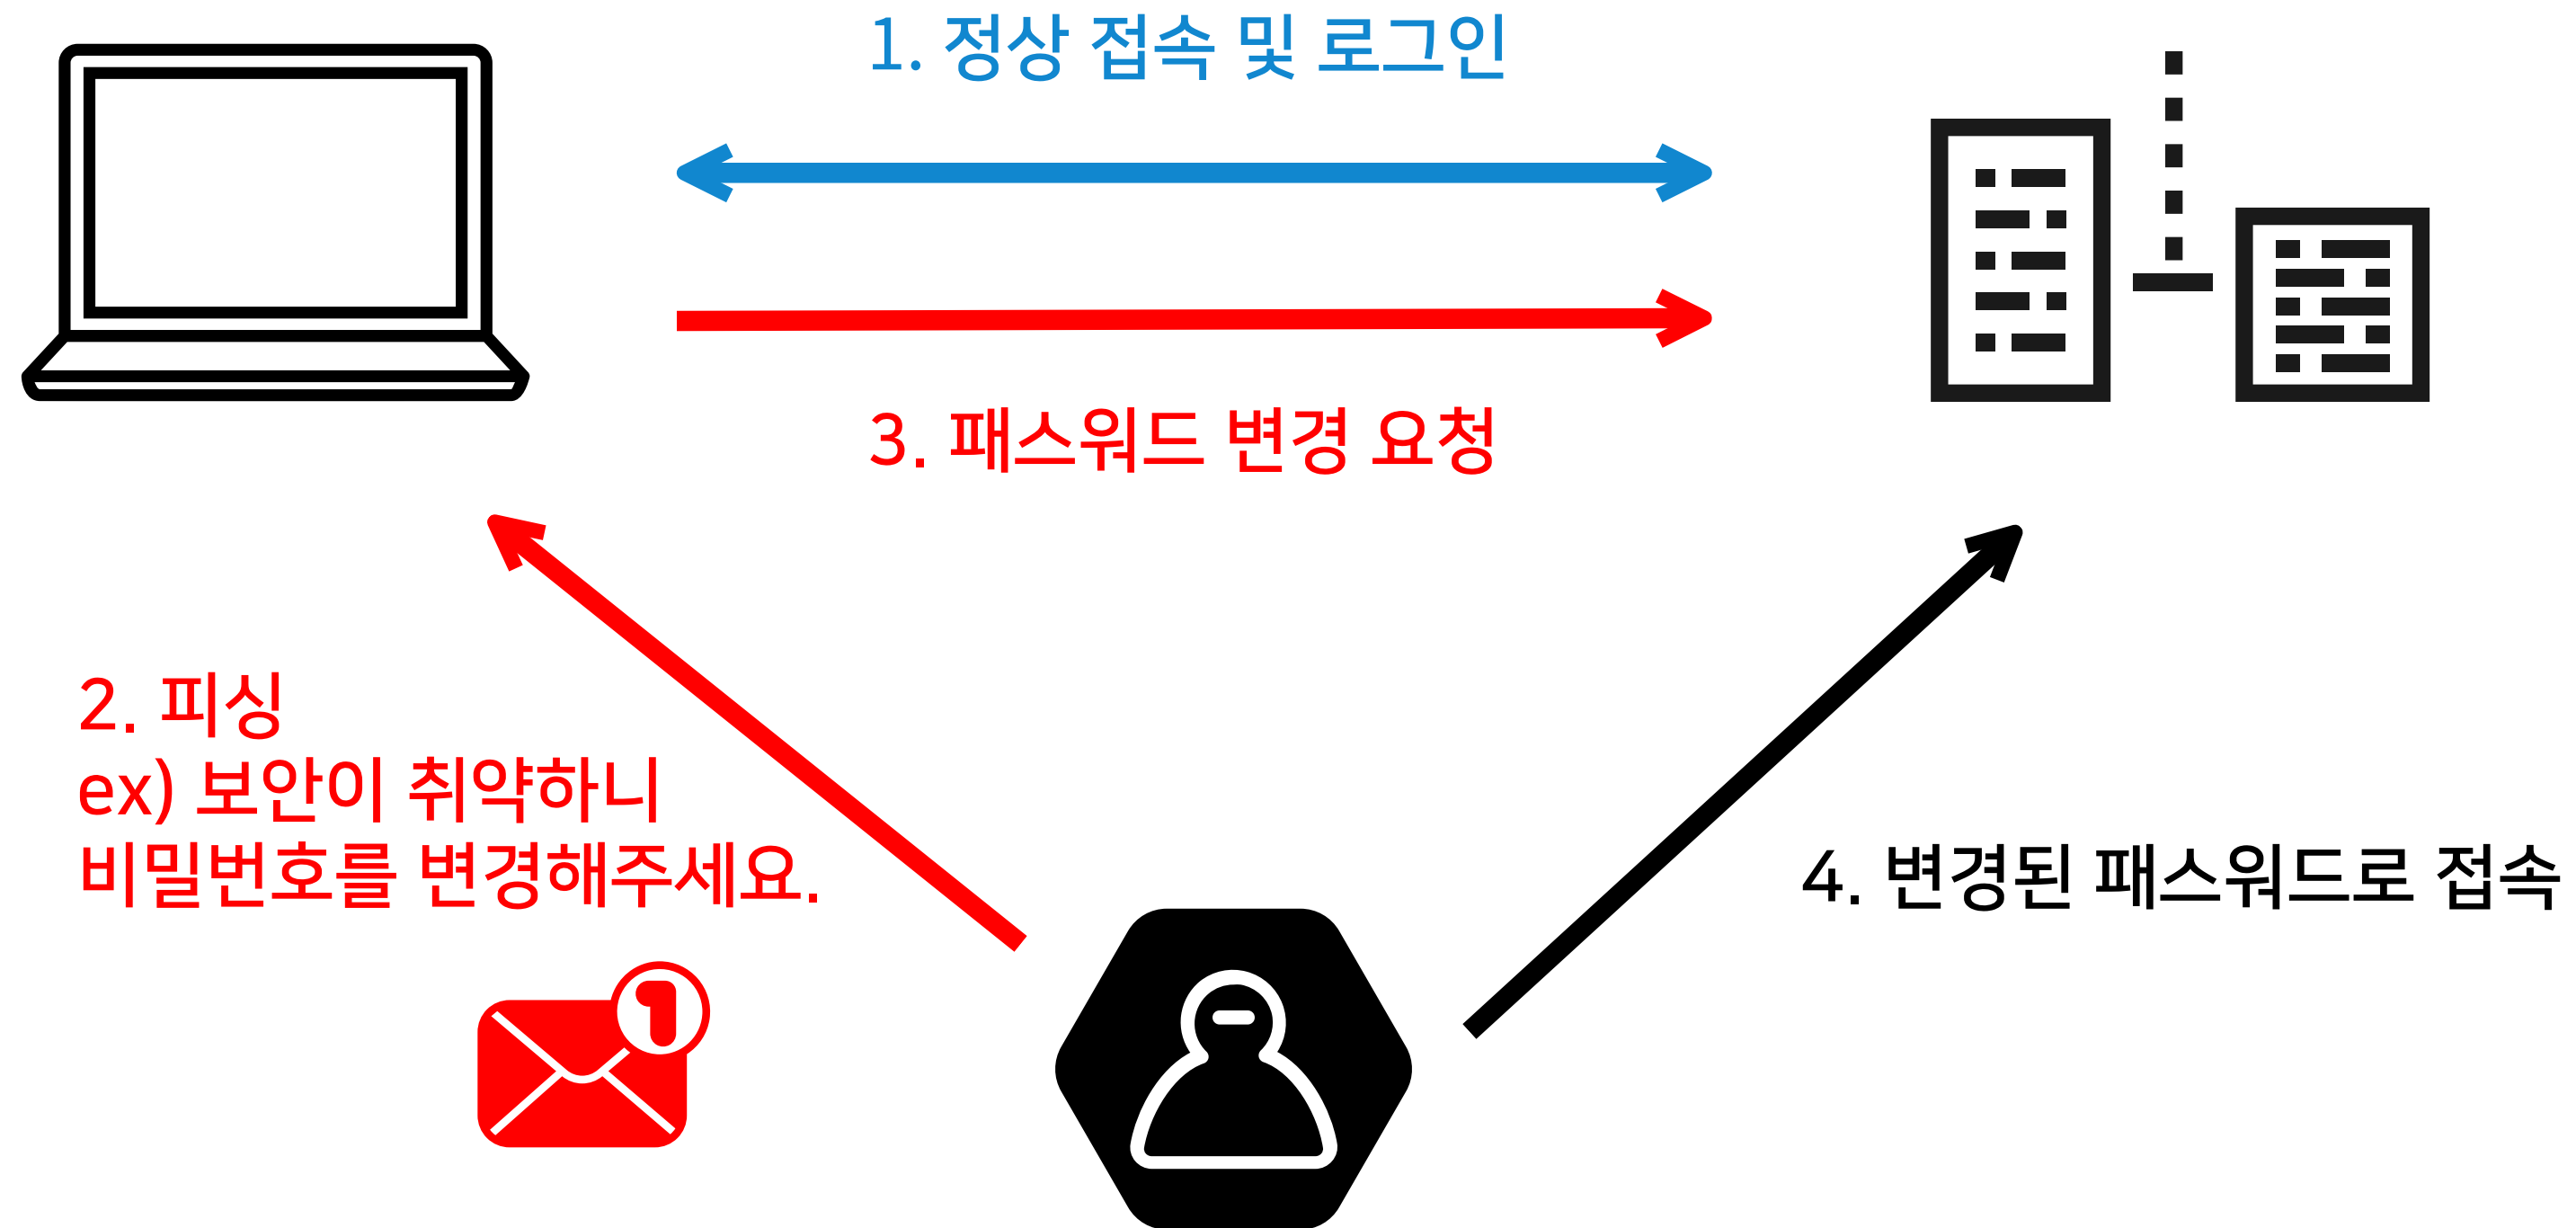 1. 정상 접속 및 로그인
3. 패스워드 변경 요청
2. 피싱
ex) 보안이 취약하니
비밀번호를 변경해주세요.
4. 변경된 패스워드로 접속
1